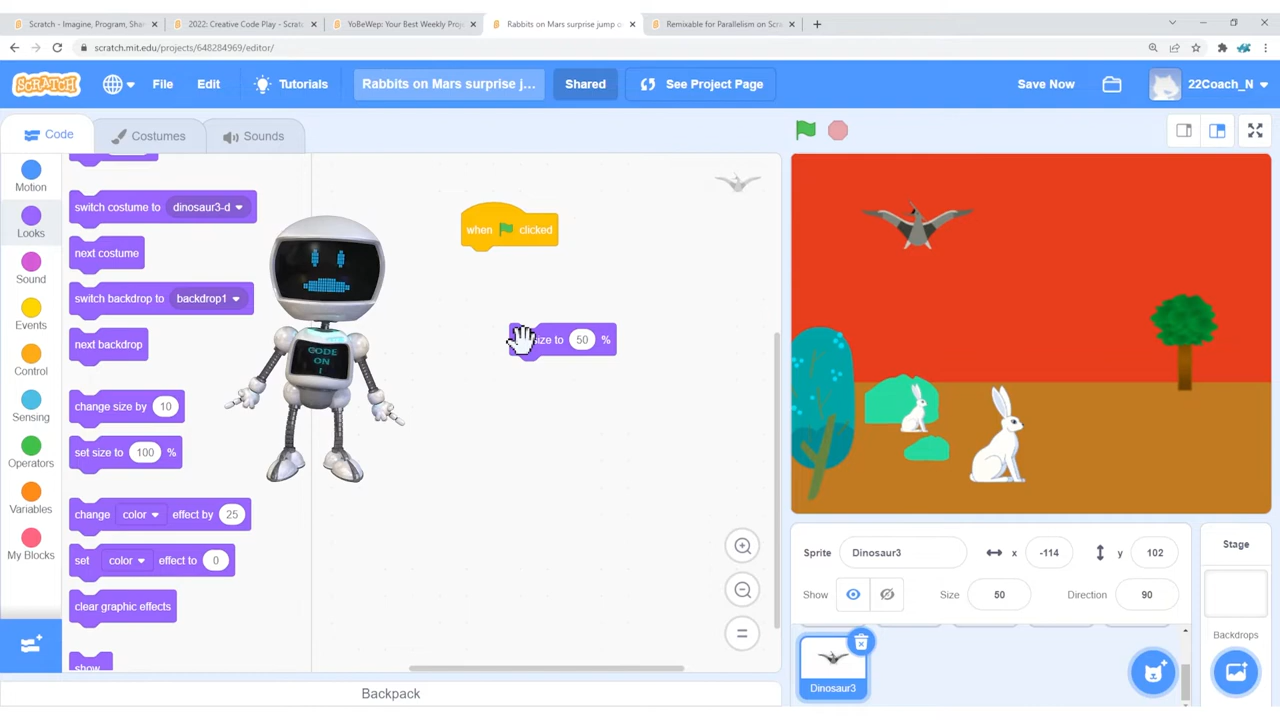 Scratch - Imagine, Program, Shar
2022: Creative Code Play - Scratc
YoBeWep: Your Best Weekly Proj
Rabbits on Mars surprise jump o
Remixable for Parallelism on Scra
scratch.mit.edu/projects/648284969/editor/
SCRATCH
File
Edit
Tutorials
Rabbits on Mars surprise j...
Shared
See Project Page
Save Now
22Coach_N
Code
Costumes
Sounds
Motion
Looks
Sound
Events
Control
Sensing
Operators
Variables
My Blocks
switch costume to dinosaur3-d
next costume
switch backdrop to backdrop1
next backdrop
change size by 10
set size to 100 %
change color effect by 25
set color effect to 0
clear graphic effects
show
CODE
ON
!
when clicked
size to 50 %
Sprite Dinosaur3 x -114 y 102
Show Size 50 Direction 90
Dinosaur3
Stage
Backdrops
Backpack